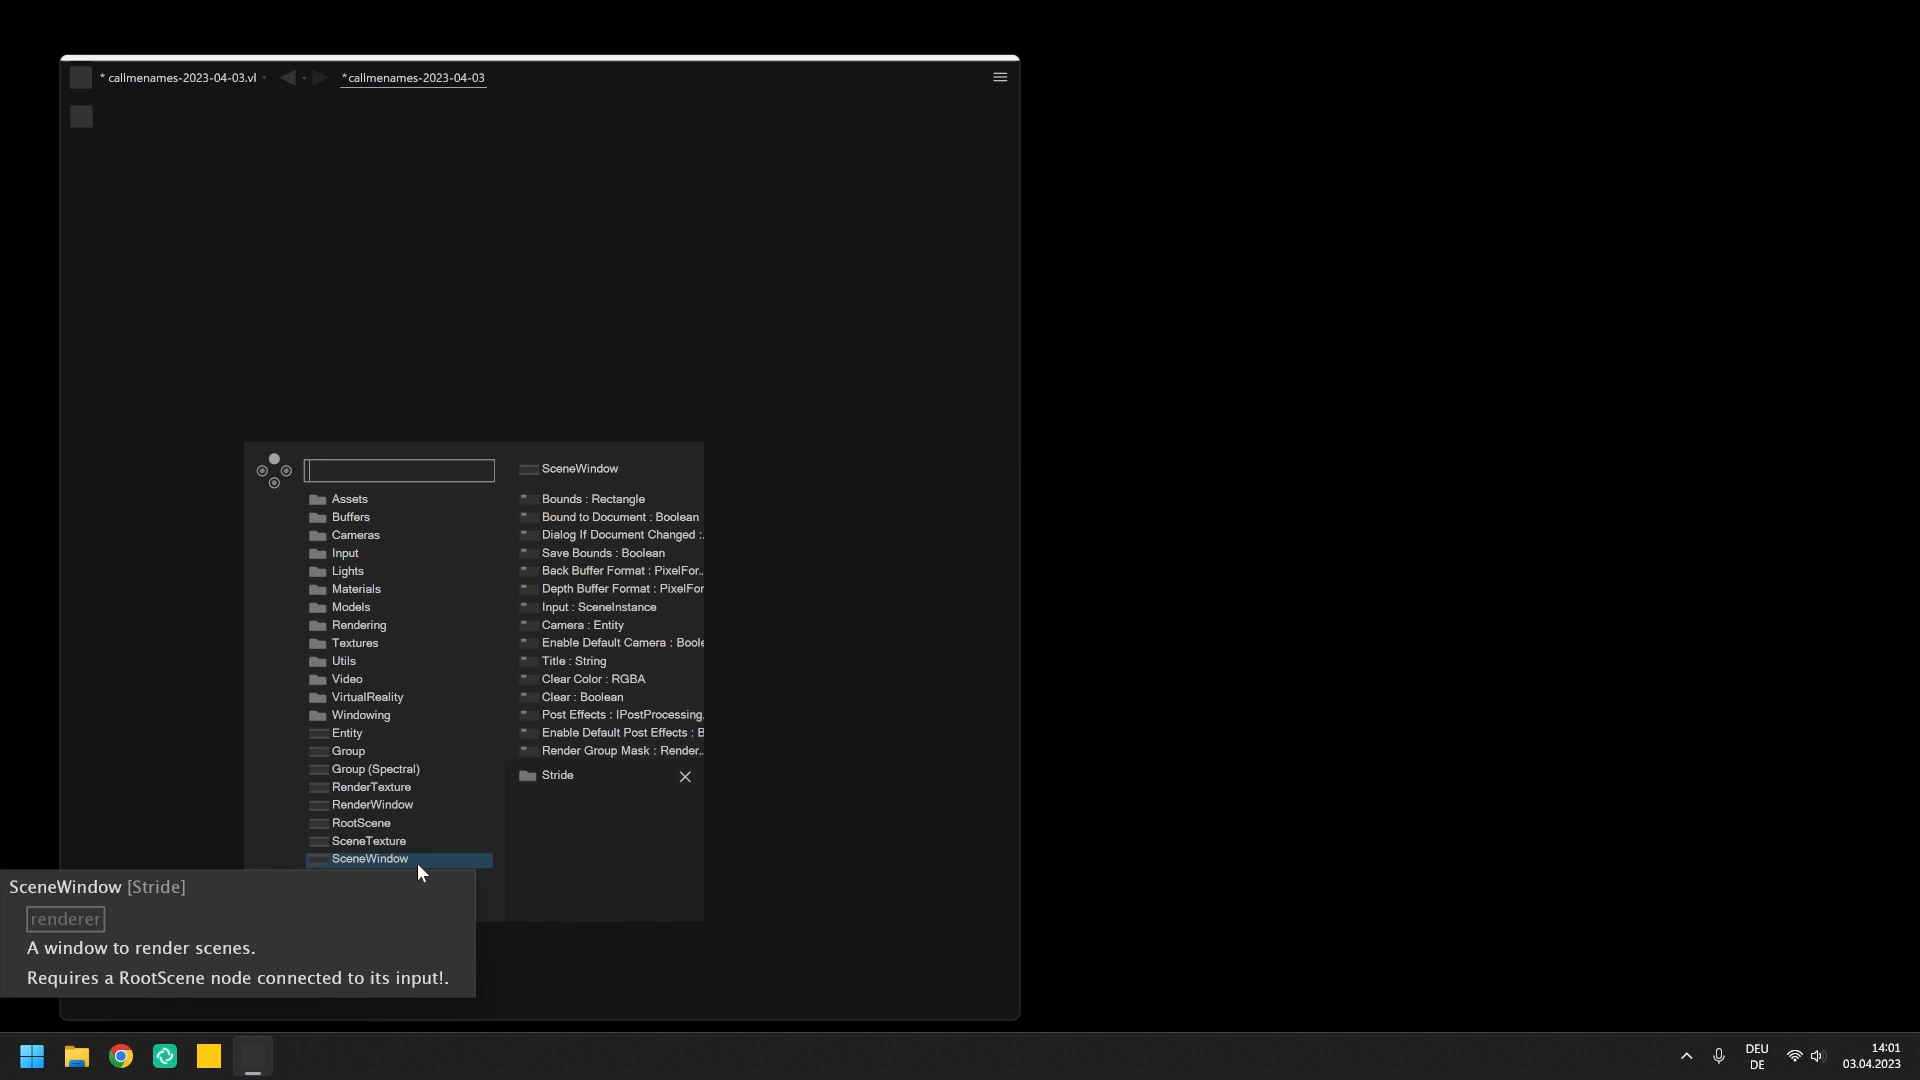 * callmenames-2023-04-03.vl
*callmenames-2023-04-03
SceneWindow
Assets
Buffers
Cameras
Input
Lights
Materials
Models
Rendering
Textures
Utils
Video
VirtualReality
Windowing
Entity
Group
Group (Spectral)
RenderTexture
RenderWindow
RootScene
SceneTexture
SceneWindow
Bounds : Rectangle
Bound to Document : Boolean
Dialog If Document Changed :.
Save Bounds : Boolean
Back Buffer Format : PixelFor..
Depth Buffer Format : PixelFor
Input : SceneInstance
Camera : Entity
Enable Default Camera : Boole
Title : String
Clear Color : RGBA
Clear : Boolean
Post Effects : IPostProcessing.
Enable Default Post Effects : B
Render Group Mask : Render..
Stride
SceneWindow [Stride]
renderer
A window to render scenes.
Requires a RootScene node connected to its input!.
DEU
DE
14:01
03.04.2023